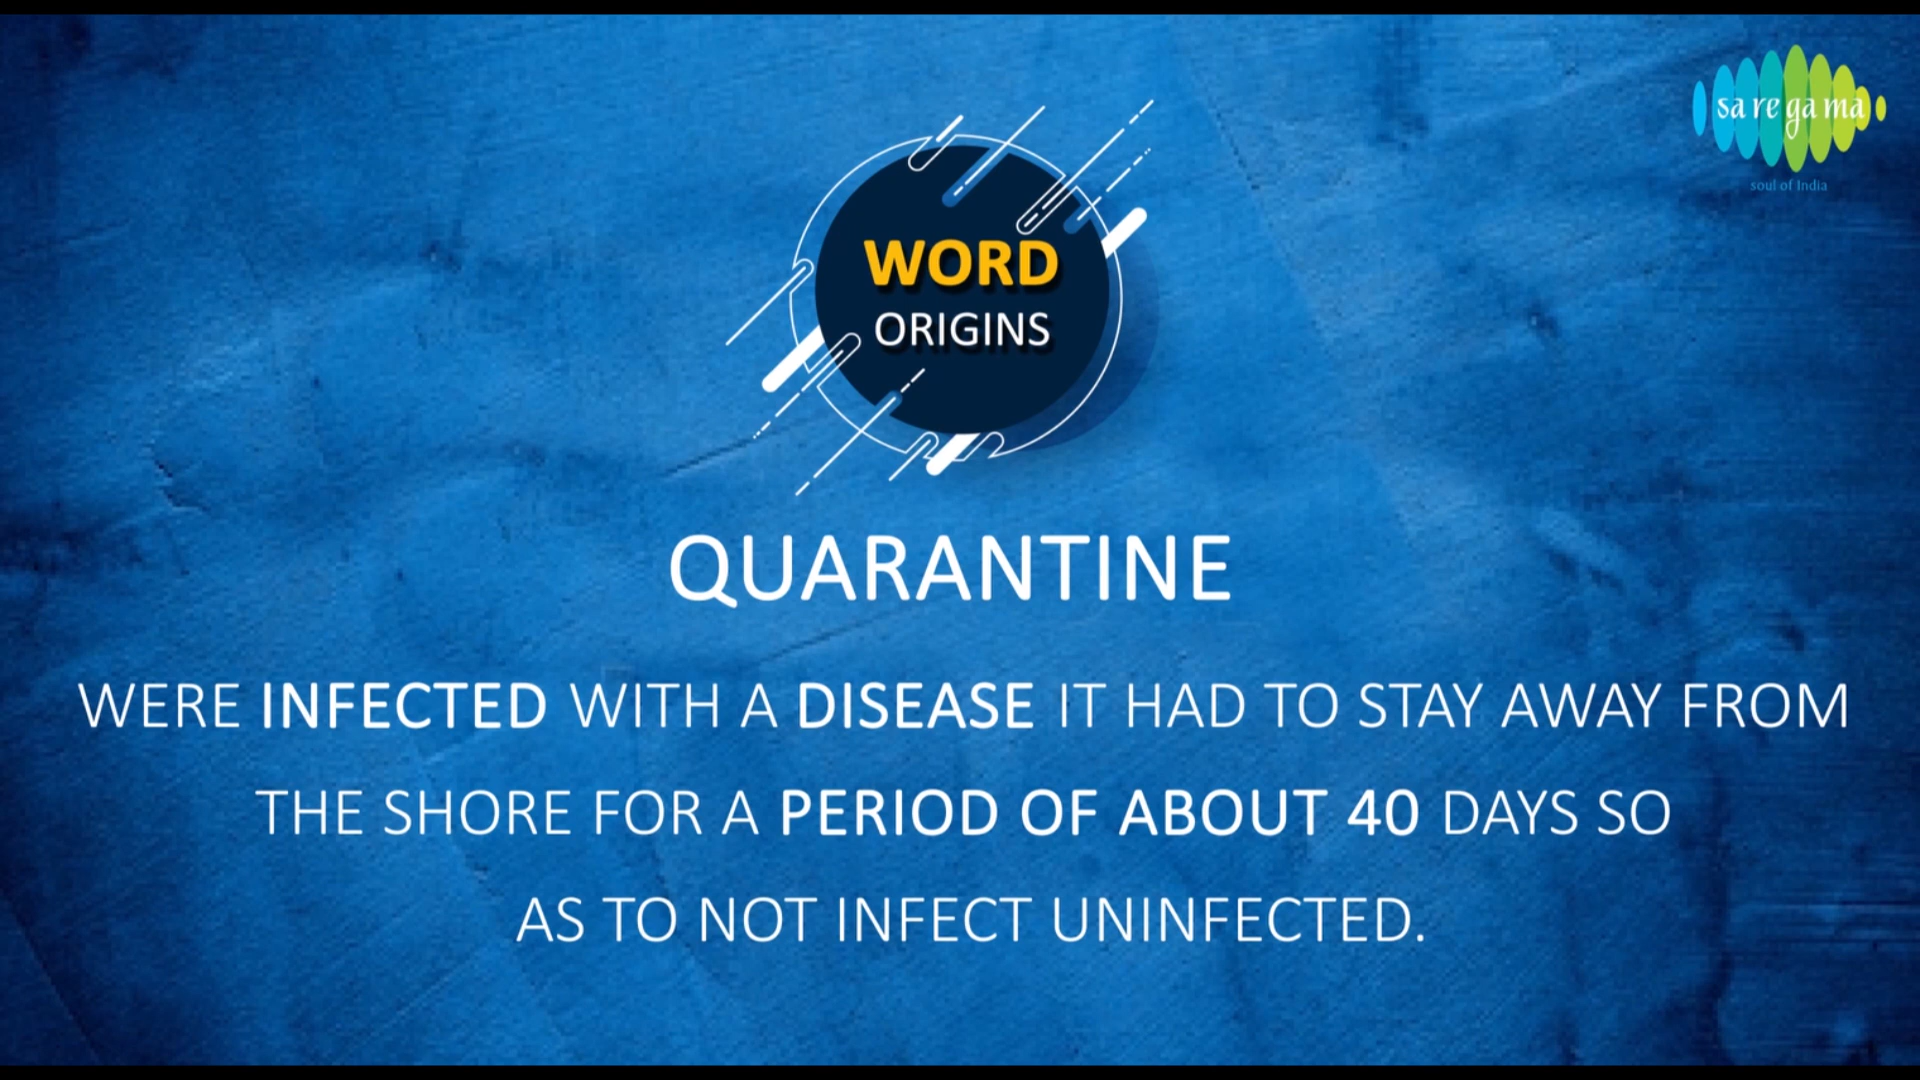 sa re ga ma
soul of India
WORD
ORIGINS
QUARANTINE
WERE INFECTED WITH A DISEASE IT HAD TO STAY AWAY FROM
THE SHORE FOR A PERIOD OF ABOUT 40 DAYS SO
AS TO NOT INFECT UNINFECTED.